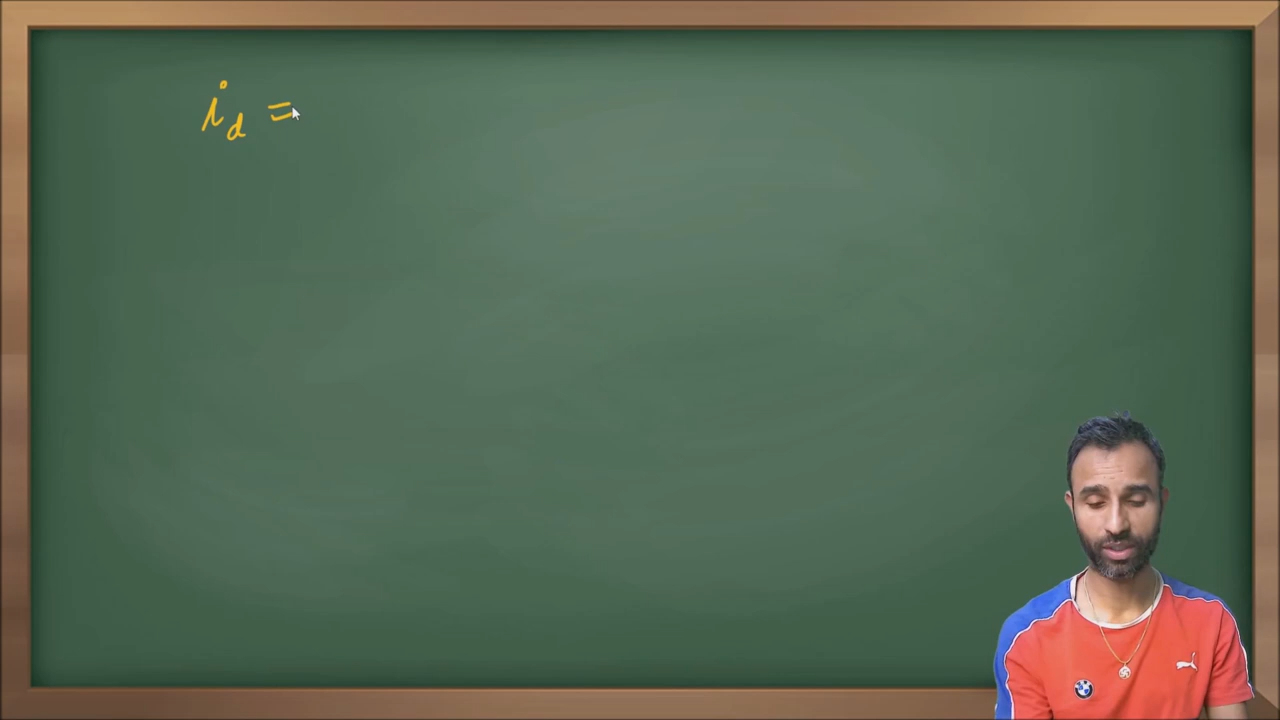 i_d =